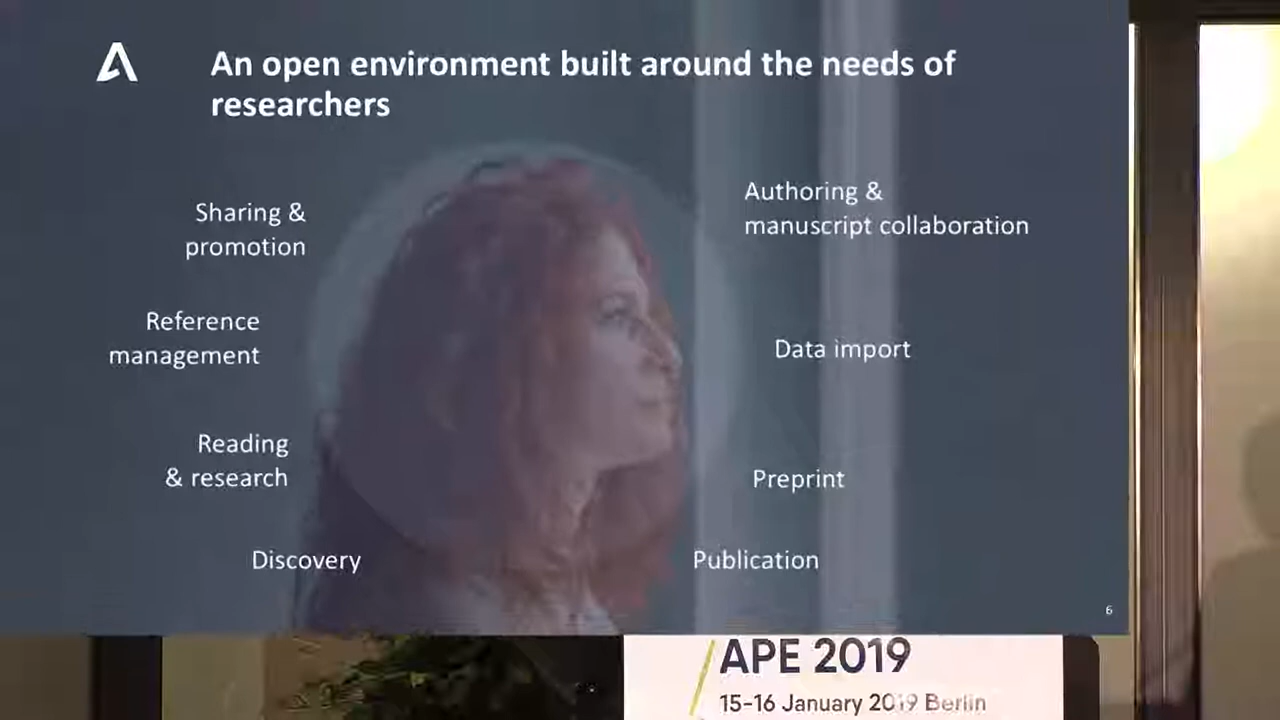 An open environment built around the needs of
researchers
Sharing &
promotion
Reference
management
Reading
& research
Discovery
Authoring &
manuscript collaboration
Data import
Preprint
Publication
6
APE 2019
15-16 January 2019 Berlin